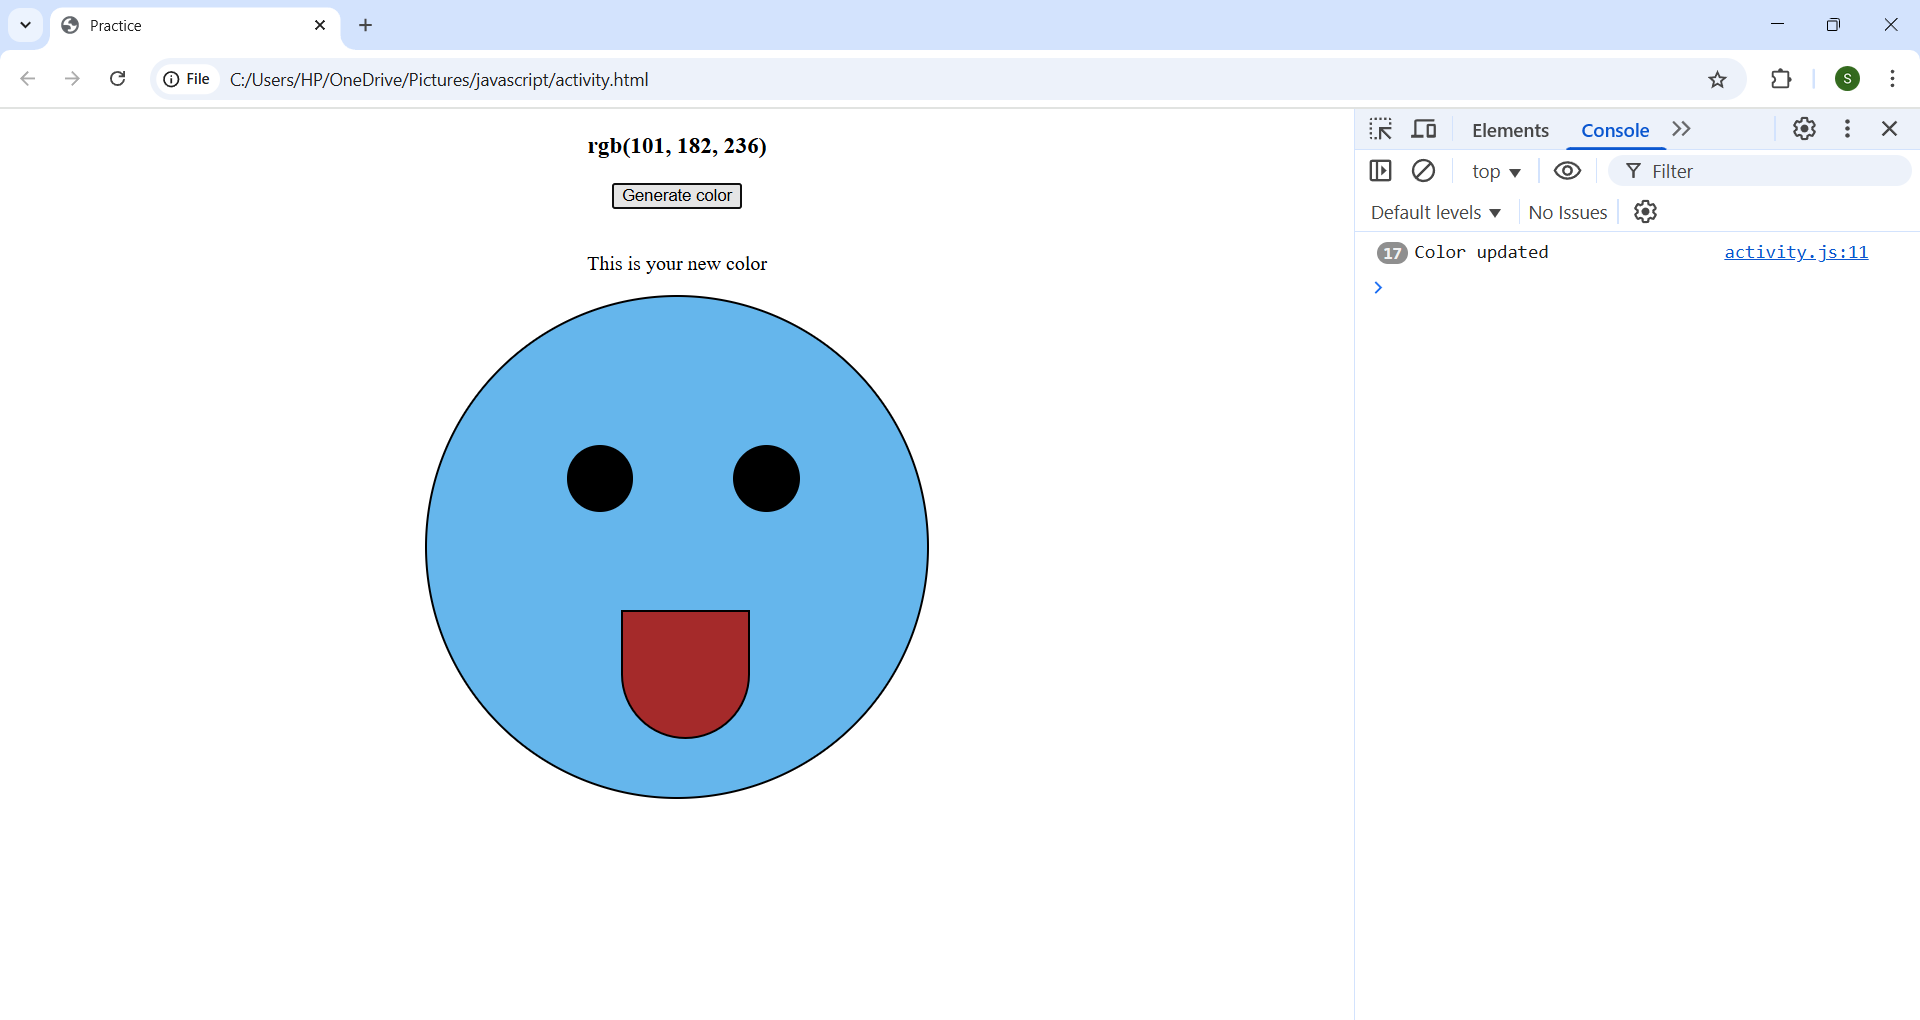 Practice
File C:/Users/HP/OneDrive/Pictures/javascript/activity.html
S
rgb(101, 182, 236)
Generate color
This is your new color
Elements Console
top Filter
Default levels No Issues
17 Color updated activity.js:11